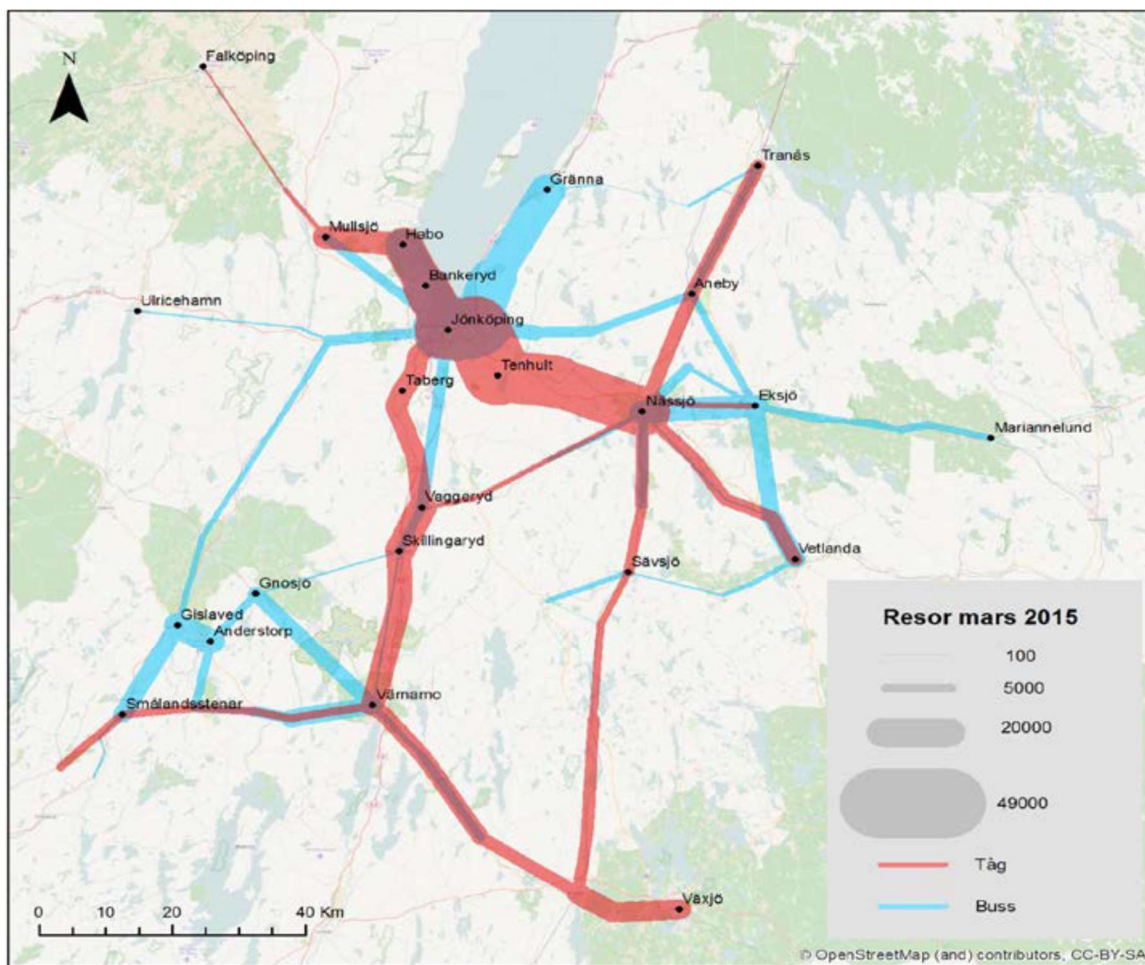 Falköping
N
Tranås
Gränna
Mullsjö
Habo
Bankeryd
Aneby
Ulricehamn
Jönköping
Tenhult
Taberg
Nässjö
Eksjö
Mariannelund
Vaggeryd
Skillingaryd
Vetlanda
Sävsjö
Gnosjö
Gislaved
Anderstorp
Värnamo
Smålandsstenar
Växjö
Resor mars 2015
100
5000
20000
49000
Tåg
Buss
0 10 20 40 Km
© OpenStreetMap (and) contributors, CC-BY-SA